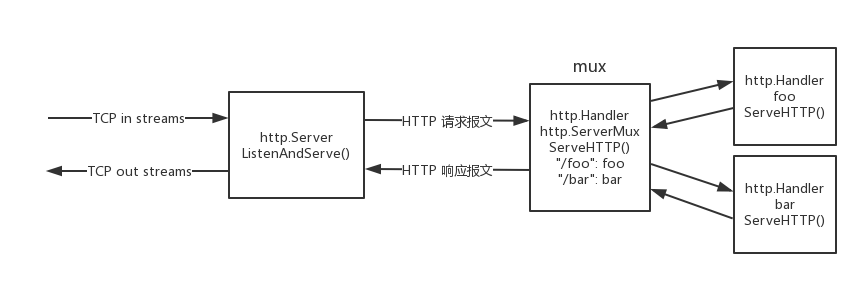 mux
TCP in streams
TCP out streams
http.Server
ListenAndServe()
HTTP 请求报文
HTTP 响应报文
http.Handler
http.ServerMux
ServeHTTP()
"/foo": foo
"/bar": bar
http.Handler
foo
ServeHTTP()
http.Handler
bar
ServeHTTP()